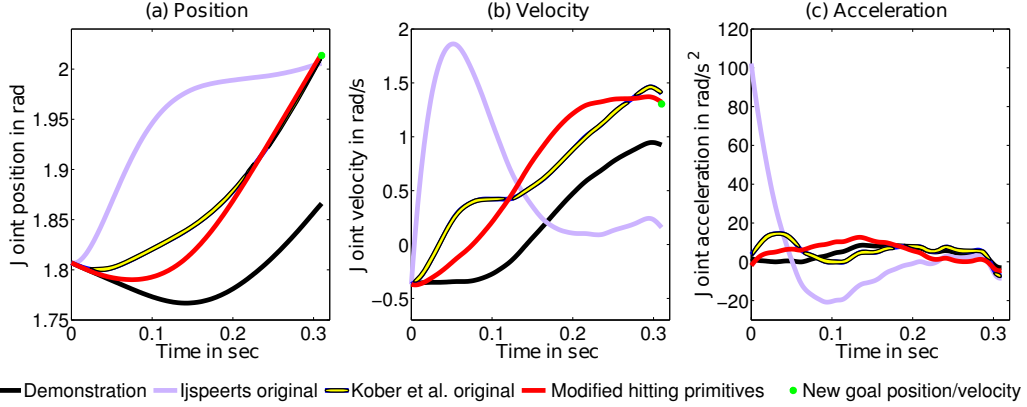 (a) Position
(b) Velocity
(c) Acceleration
Joint position in rad
2
1.95
1.9
1.85
1.8
1.75
0
0.1
0.2
0.3
Time in sec
Joint velocity in rad/s
2
1.5
1
0.5
0
−0.5
0
0.1
0.2
0.3
Time in sec
Joint acceleration in rad/s²
120
100
80
60
40
20
0
−20
0
0.1
0.2
0.3
Time in sec
Demonstration
Ijspeerts original
Kober et al. original
Modified hitting primitives
New goal position/velocity